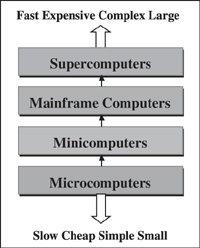 Fast Expensive Complex Large
Supercomputers
Mainframe Computers
Minicomputers
Microcomputers
Slow Cheap Simple Small